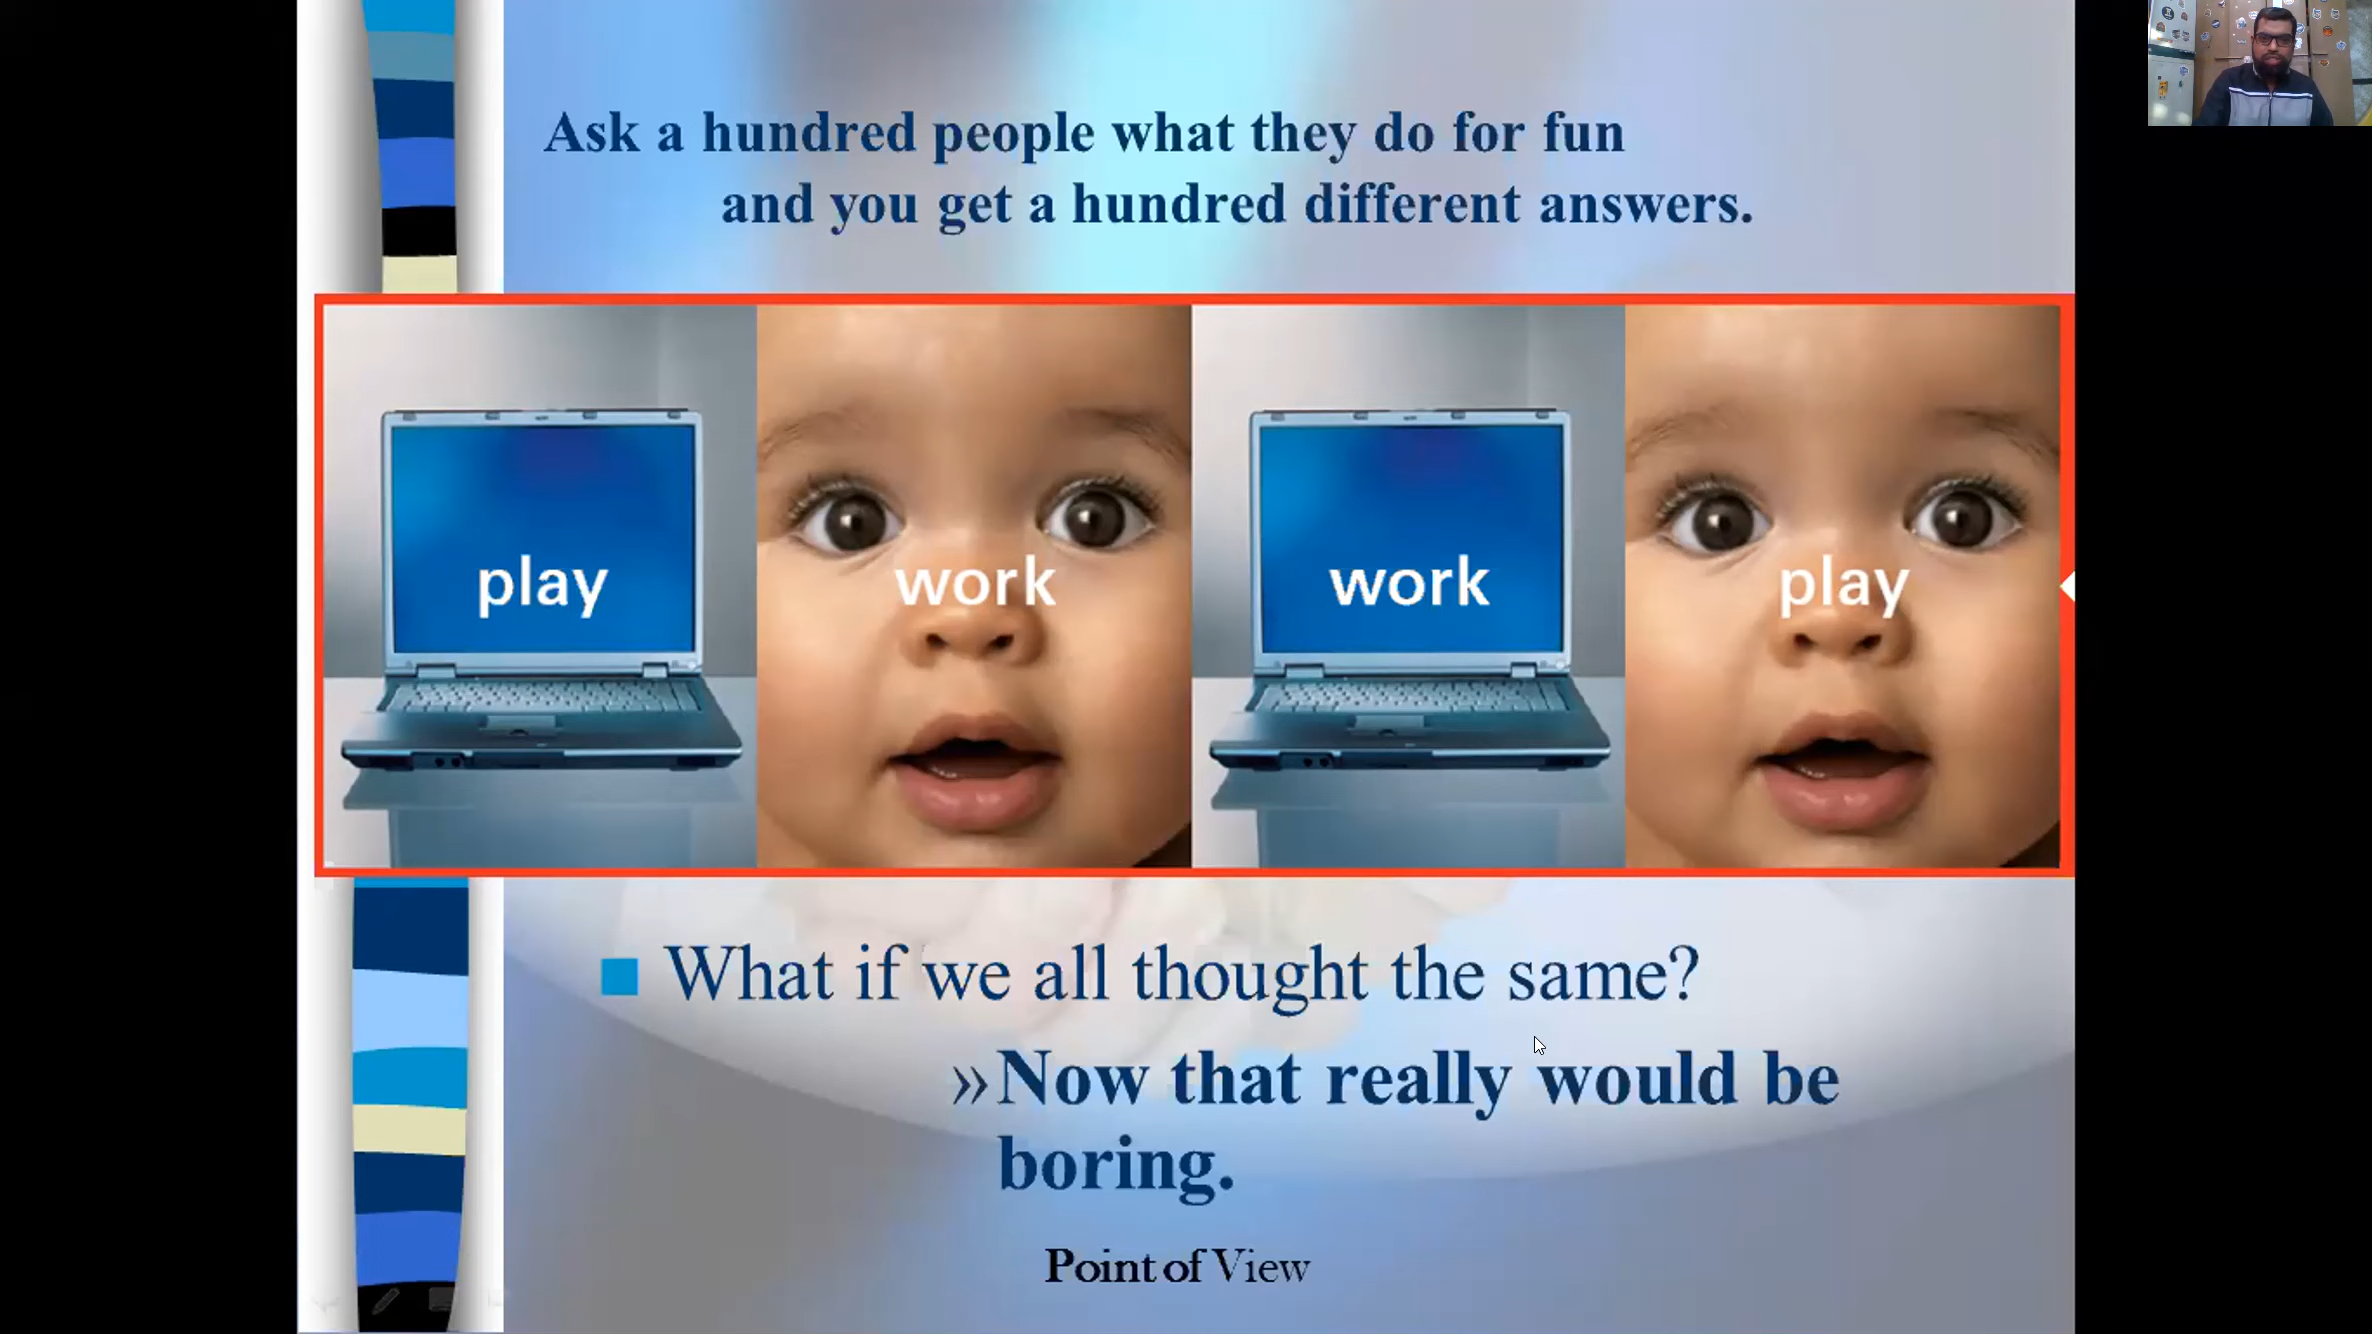 Ask a hundred people what they do for fun
and you get a hundred different answers.
play
work
work
play
What if we all thought the same?
»Now that really would be
boring.
Point of View